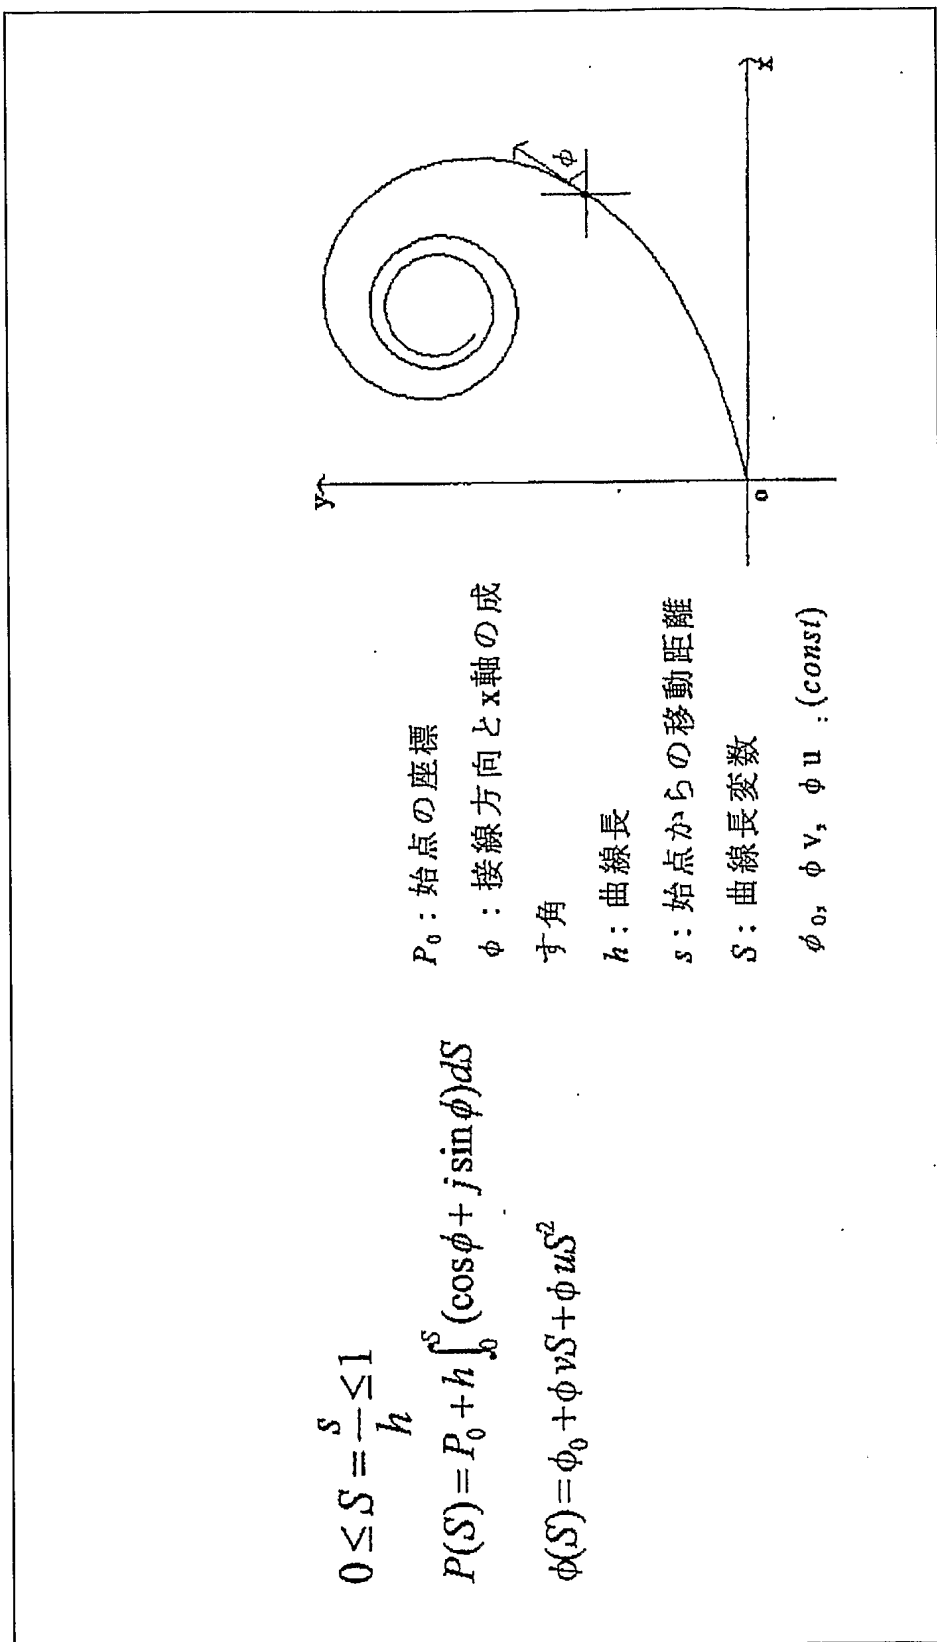 0≤S=s/h≤1
P(S)=P₀+h∫₀ˢ(cosφ+j sinφ)dS
φ(S)=φ₀+φvS+φuS²
P₀：始点の座標
φ：接線方向とx軸の成
す角
h：曲線長
s：始点からの移動距離
S：曲線長変数
φ₀, φv, φu :(const)
y
φ
x
o